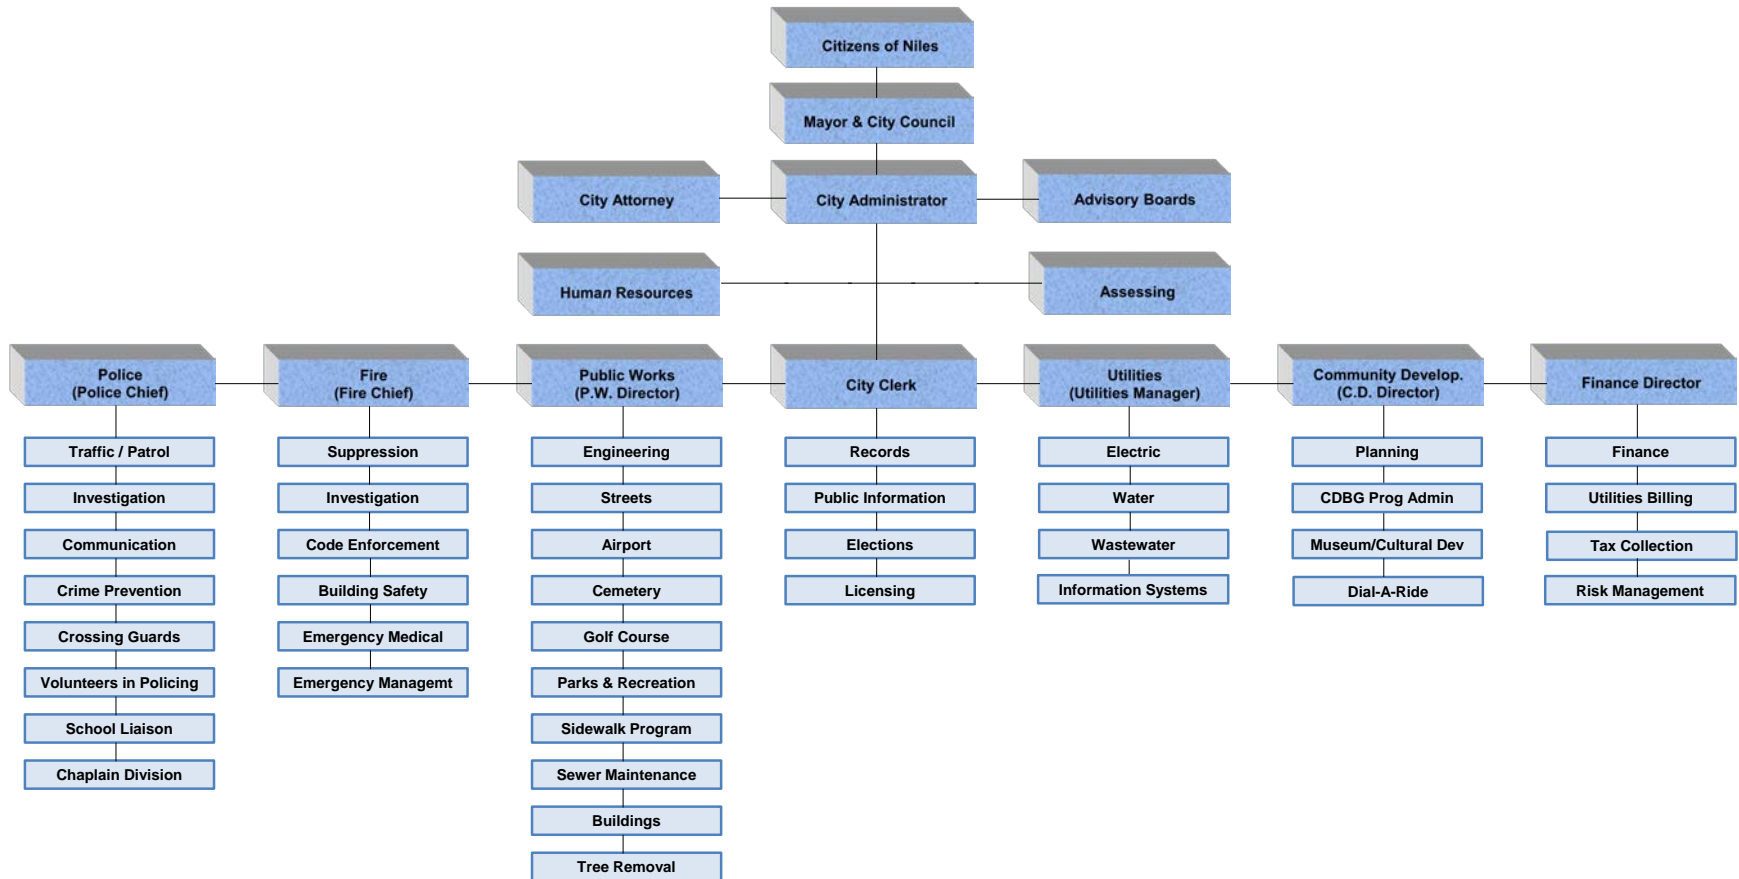 Citizens of Niles
Mayor & City Council
City Attorney
City Administrator
Advisory Boards
Human Resources
Assessing
Police
(Police Chief)
Fire
(Fire Chief)
Public Works
(P.W. Director)
City Clerk
Utilities
(Utilities Manager)
Community Develop.
(C.D. Director)
Finance Director
Traffic / Patrol
Investigation
Communication
Crime Prevention
Crossing Guards
Volunteers in Policing
School Liaison
Chaplain Division
Suppression
Investigation
Code Enforcement
Building Safety
Emergency Medical
Emergency Managemt
Engineering
Streets
Airport
Cemetery
Golf Course
Parks & Recreation
Sidewalk Program
Sewer Maintenance
Buildings
Tree Removal
Records
Public Information
Elections
Licensing
Electric
Water
Wastewater
Information Systems
Planning
CDBG Prog Admin
Museum/Cultural Dev
Dial-A-Ride
Finance
Utilities Billing
Tax Collection
Risk Management